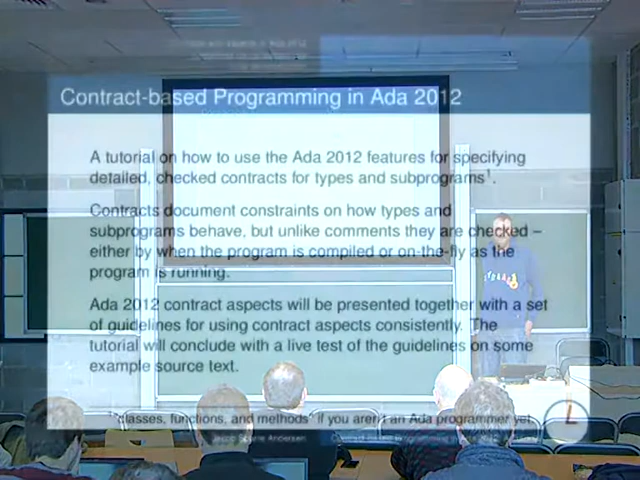 Contract-based Programming in Ada 2012
A tutorial on how to use the Ada 2012 features for specifying
detailed, checked contracts for types and subprograms¹.
Contracts document constraints on how types and
subprograms behave, but unlike comments they are checked –
either by when the program is compiled or on-the-fly as the
program is running.
Ada 2012 contract aspects will be presented together with a set
of guidelines for using contract aspects consistently. The
tutorial will conclude with a live test of the guidelines on some
example source text.
¹"classes, functions, and methods" if you aren't an Ada programmer yet
Jacob Sparre Andersen